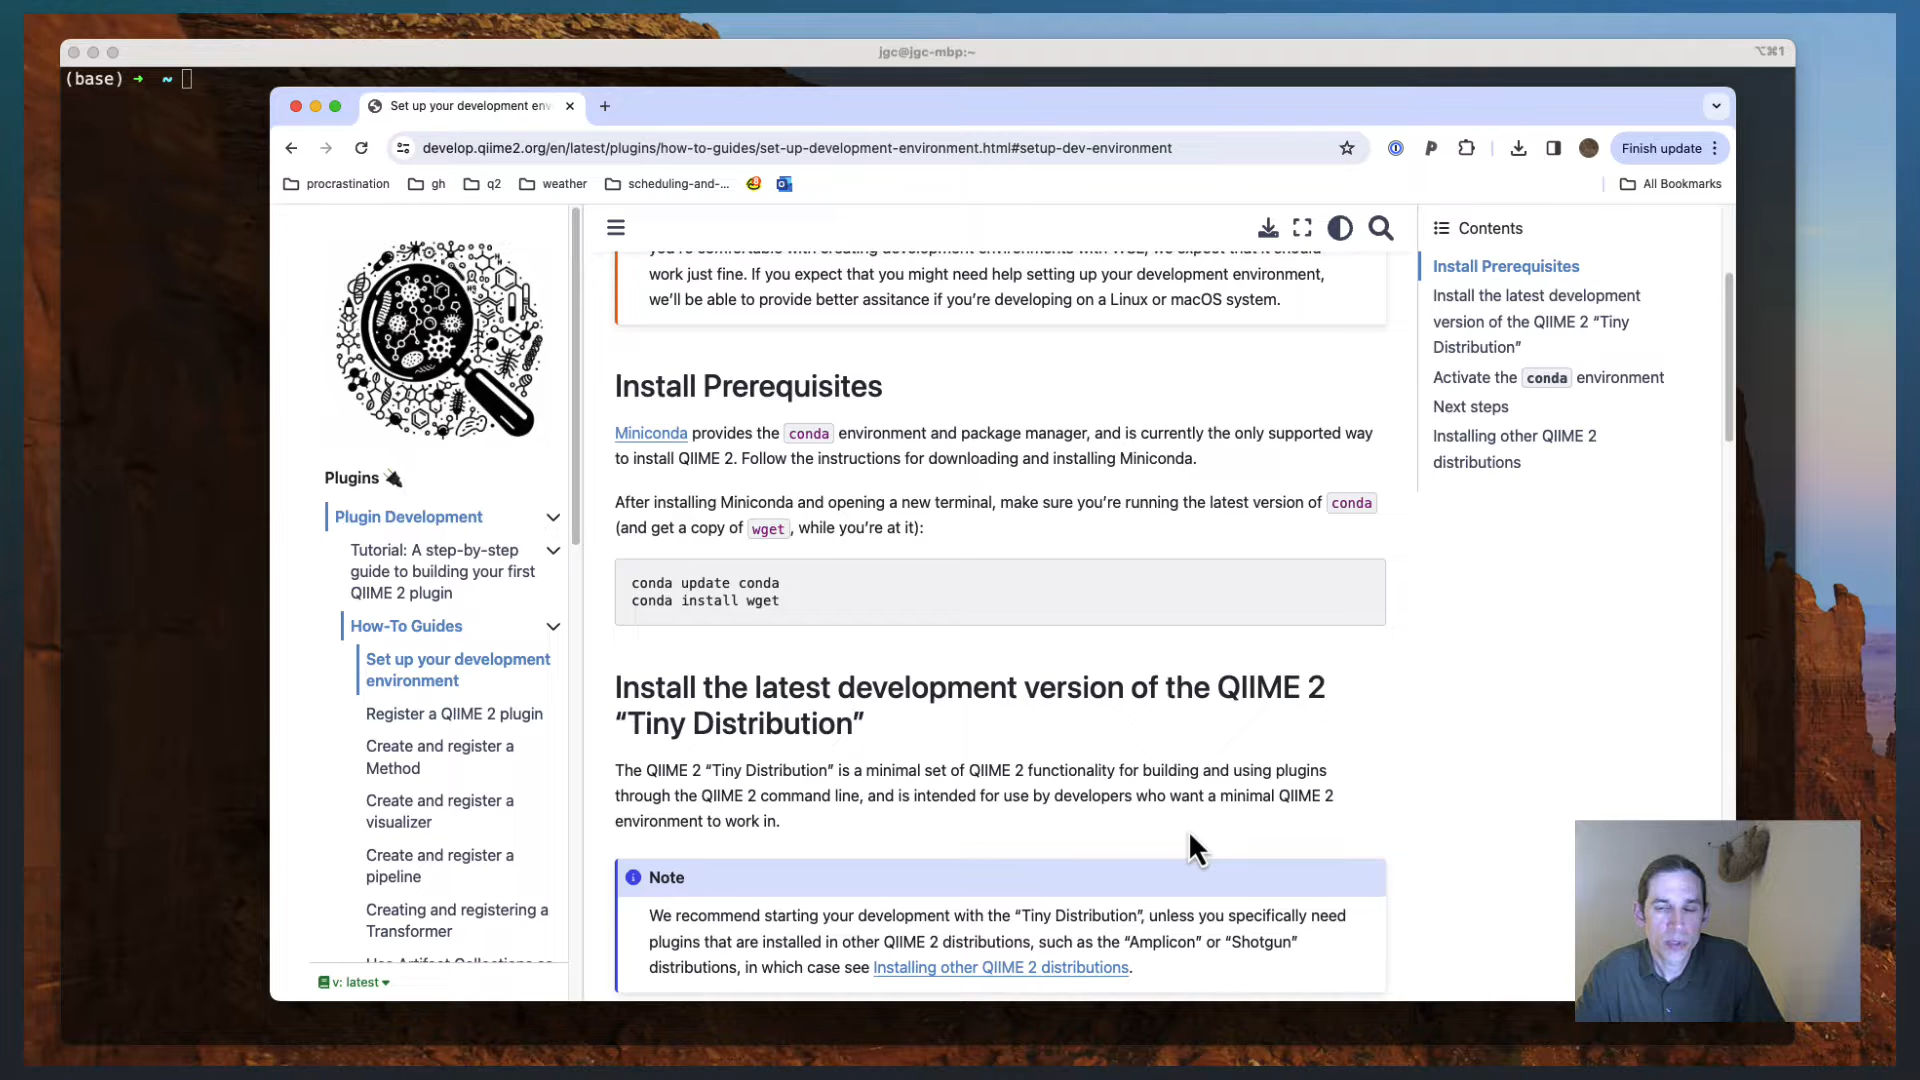 jgc@jgc-mbp:~
⌥⌘1
(base) ➜ ~
Set up your development env
develop.qiime2.org/en/latest/plugins/how-to-guides/set-up-development-environment.html#setup-dev-environment
Finish update
procrastination
gh
q2
weather
scheduling-and-...
All Bookmarks
Plugins
Plugin Development
Tutorial: A step-by-step
guide to building your first
QIIME 2 plugin
How-To Guides
Set up your development
environment
Register a QIIME 2 plugin
Create and register a
Method
Create and register a
visualizer
Create and register a
pipeline
Creating and registering a
Transformer
v: latest
work just fine. If you expect that you might need help setting up your development environment,
we’ll be able to provide better assitance if you’re developing on a Linux or macOS system.
Install Prerequisites
Miniconda provides the conda environment and package manager, and is currently the only supported way
to install QIIME 2. Follow the instructions for downloading and installing Miniconda.
After installing Miniconda and opening a new terminal, make sure you’re running the latest version of conda
(and get a copy of wget, while you’re at it):
conda update conda
conda install wget
Install the latest development version of the QIIME 2
“Tiny Distribution”
The QIIME 2 “Tiny Distribution” is a minimal set of QIIME 2 functionality for building and using plugins
through the QIIME 2 command line, and is intended for use by developers who want a minimal QIIME 2
environment to work in.
Note
We recommend starting your development with the “Tiny Distribution”, unless you specifically need
plugins that are installed in other QIIME 2 distributions, such as the “Amplicon” or “Shotgun”
distributions, in which case see Installing other QIIME 2 distributions.
Contents
Install Prerequisites
Install the latest development
version of the QIIME 2 “Tiny
Distribution”
Activate the conda environment
Next steps
Installing other QIIME 2
distributions